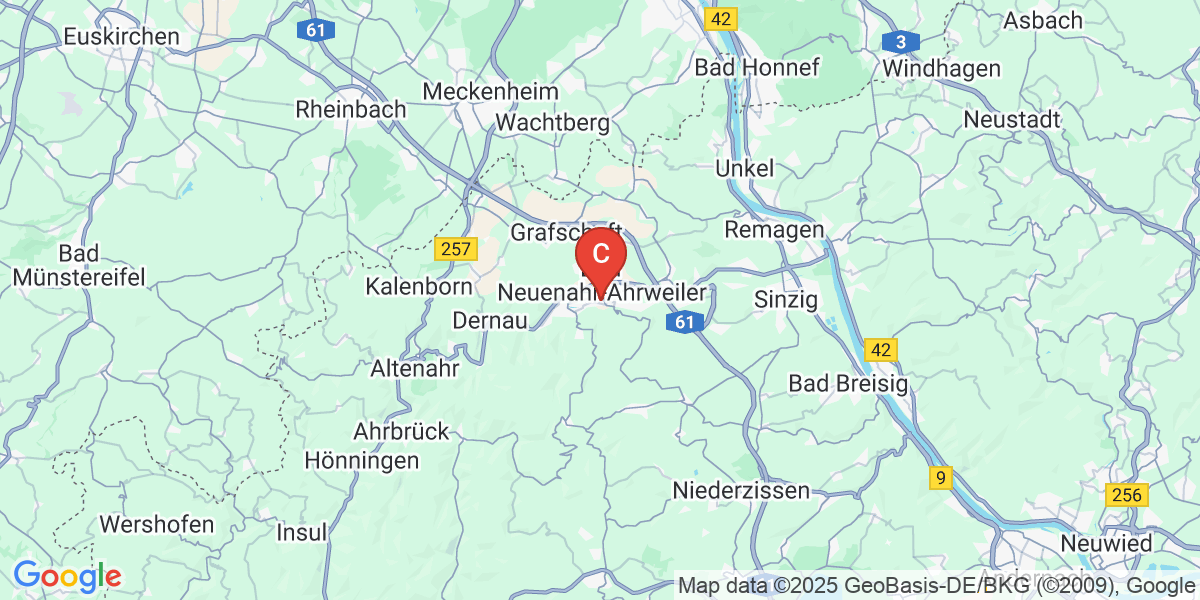 Euskirchen
61
42
3
Asbach
Bad Honnef
Windhagen
Meckenheim
Rheinbach
Wachtberg
Neustadt
Unkel
Grafschaft
Remagen
257
C
Bad
Münstereifel
Kalenborn
Neuenahr-Ahrweiler
Sinzig
Dernau
61
42
Altenahr
Bad Breisig
Ahrbrück
Hönningen
Niederzissen
9
256
Wershofen
Insul
Neuwied
Google
Map data ©2025 GeoBasis-DE/BKG (©2009), Google